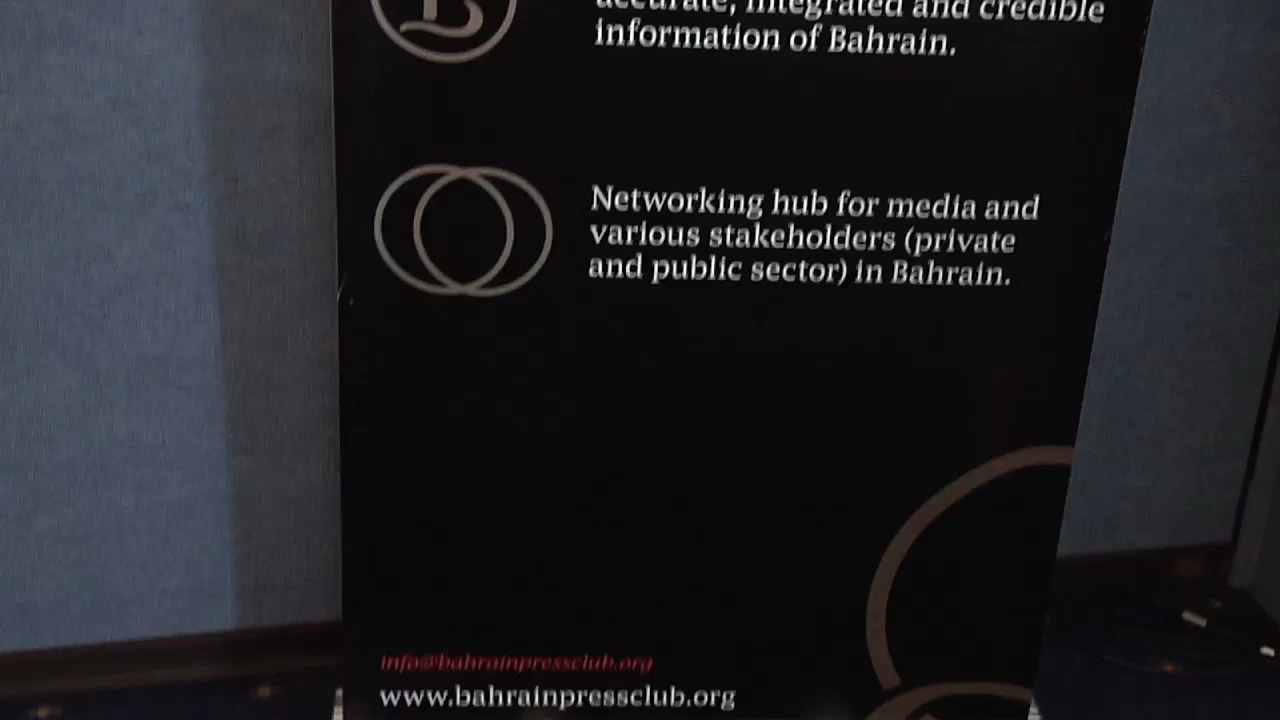 accurate, integrated and credible
information of Bahrain.
Networking hub for media and
various stakeholders (private
and public sector) in Bahrain.
info@bahrainpressclub.org
www.bahrainpressclub.org